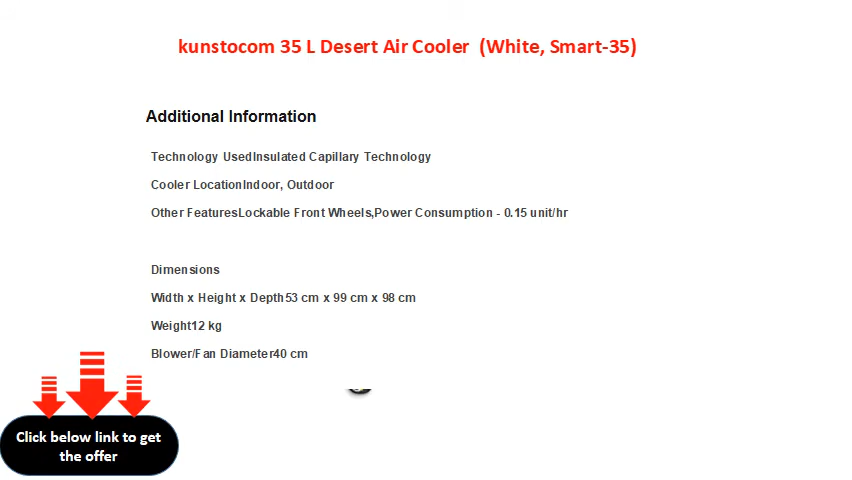 kunstocom 35 L Desert Air Cooler (White, Smart-35)
Additional Information
Technology UsedInsulated Capillary Technology
Cooler LocationIndoor, Outdoor
Other FeaturesLockable Front Wheels,Power Consumption - 0.15 unit/hr
Dimensions
Width x Height x Depth53 cm x 99 cm x 98 cm
Weight12 kg
Blower/Fan Diameter40 cm
Click below link to get
the offer